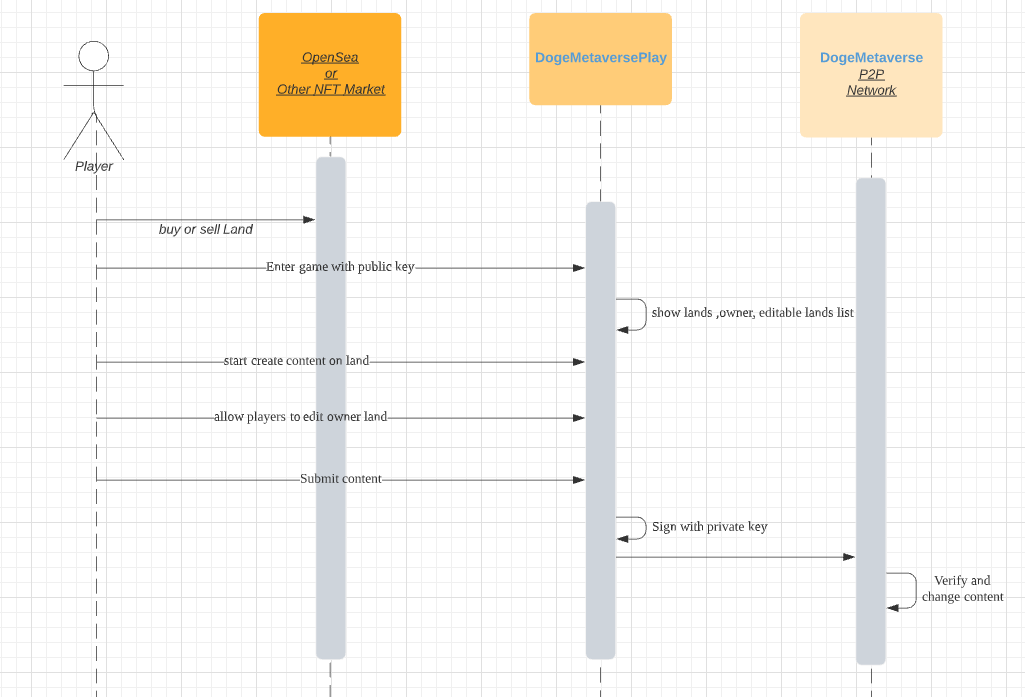 OpenSea
or
Other NFT Market
DogeMetaversePlay
DogeMetaverse
P2P
Network
Player
buy or sell Land
Enter game with public key
show lands ,owner, editable lands list
start create content on land
allow players to edit owner land
Submit content
Sign with private key
Verify and
change content